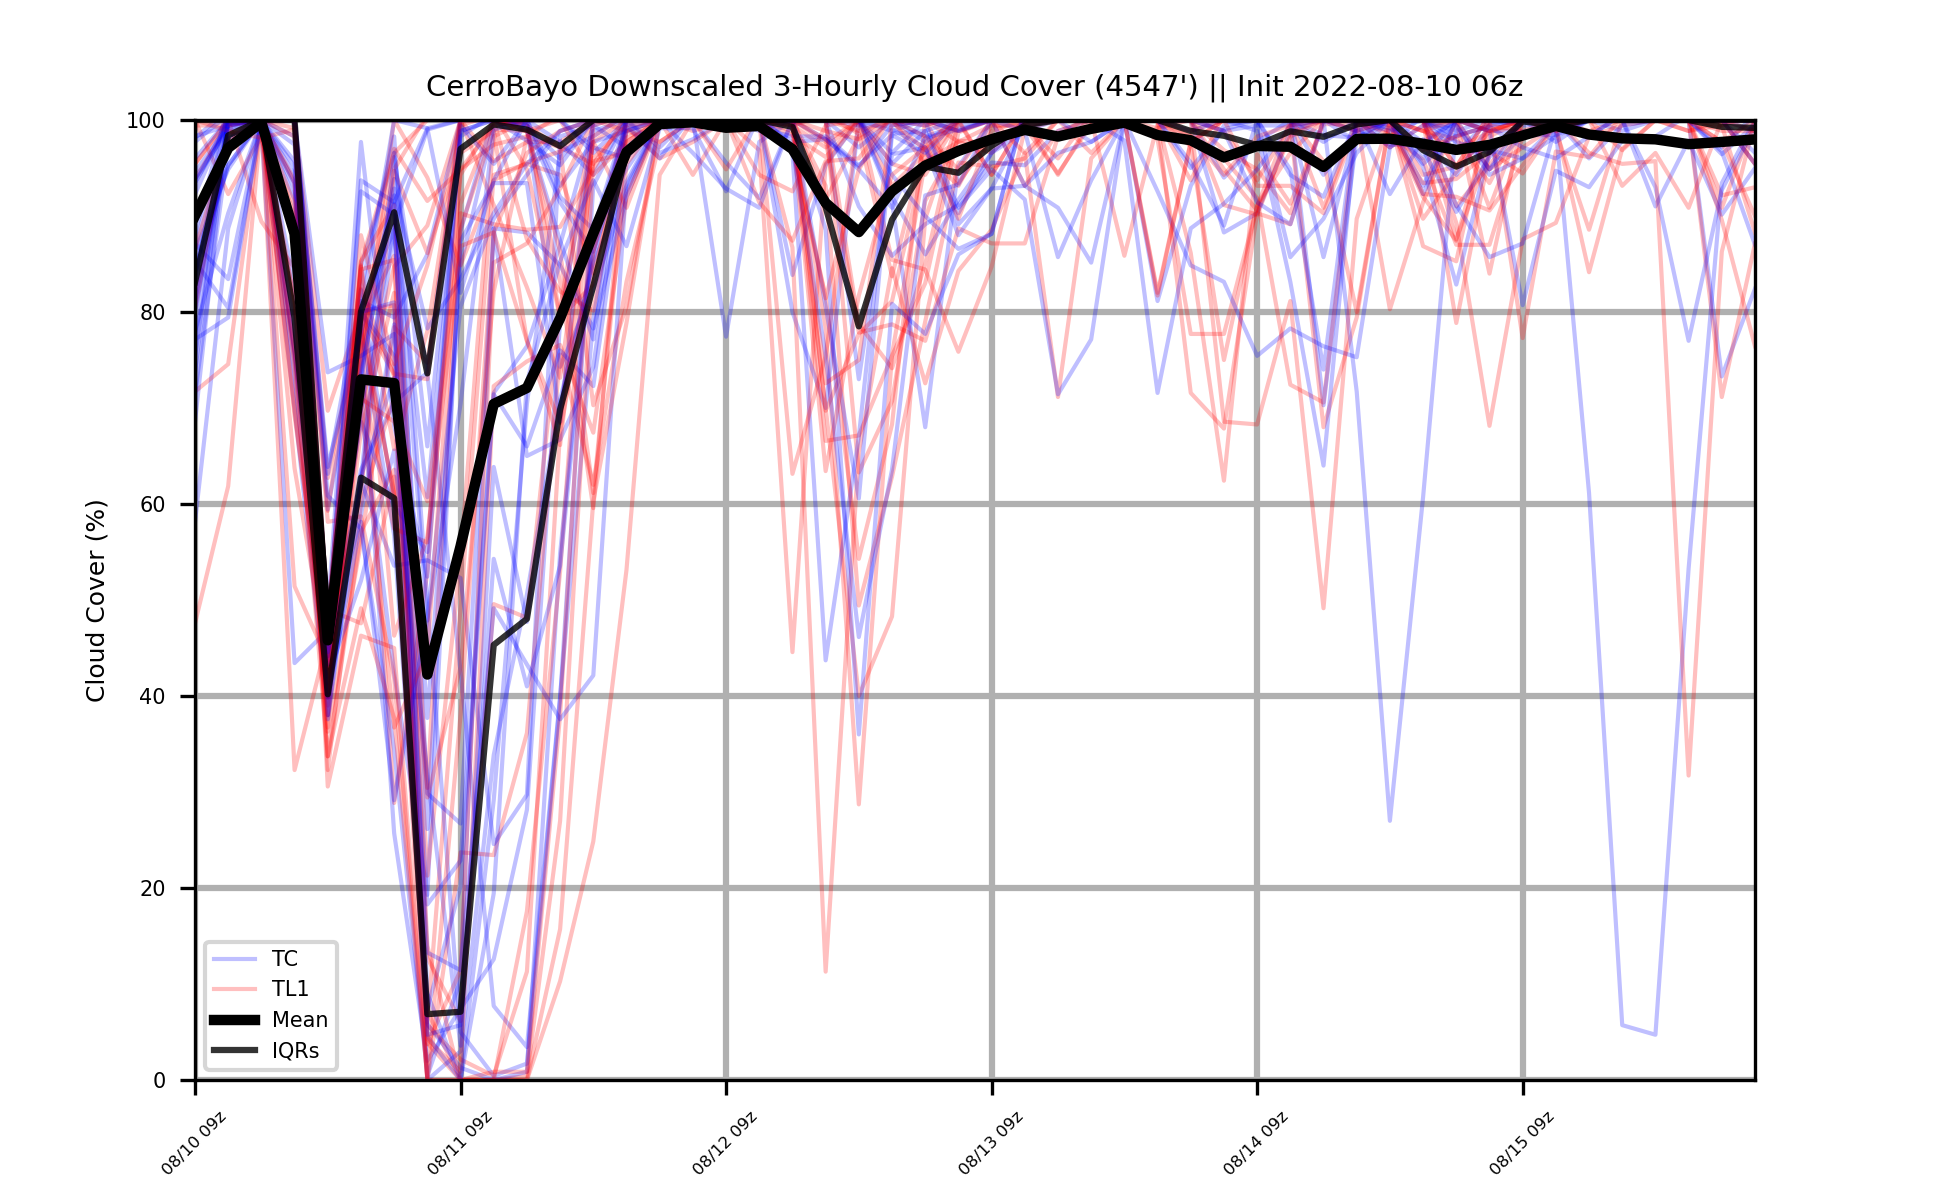 CerroBayo Downscaled 3-Hourly Cloud Cover (4547') || Init 2022-08-10 06z
Cloud Cover (%)
100
80
60
40
20
0
TC
TL1
Mean
IQRs
08/10 09z
08/11 09z
08/12 09z
08/13 09z
08/14 09z
08/15 09z